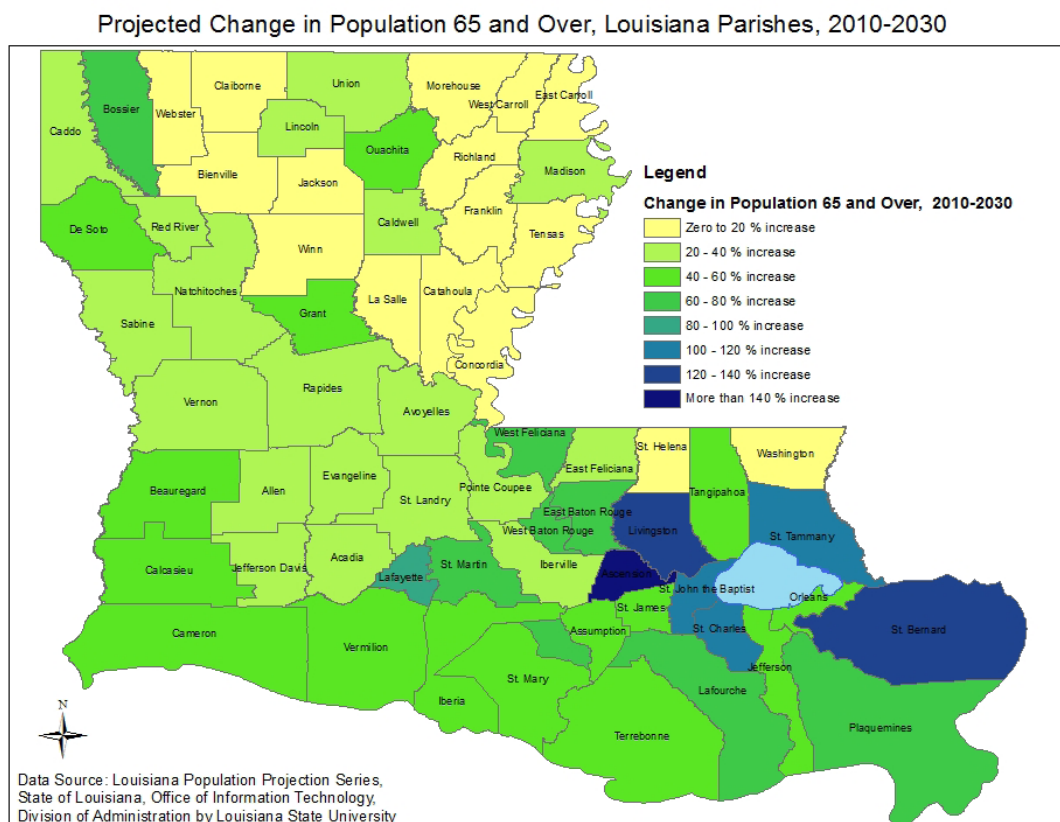 Projected Change in Population 65 and Over, Louisiana Parishes, 2010-2030
Claiborne
Union
Morehouse
West Carroll
East Carroll
Bossier
Webster
Lincoln
Caddo
Ouachita
Richland
Madison
Bienville
Jackson
Franklin
De Soto
Red River
Caldwell
Tensas
Winn
Natchitoches
La Salle
Catahoula
Grant
Sabine
Concordia
Rapides
Vernon
Avoyelles
West Feliciana
St. Helena
Washington
East Feliciana
Tangipahoa
Evangeline
Pointe Coupee
Beauregard
Allen
St. Landry
East Baton Rouge
West Baton Rouge
Livingston
St. Tammany
Acadia
Iberville
Calcasieu
Jefferson Davis
Lafayette
St. Martin
Ascension
St. John the Baptist
Orleans
St. James
Cameron
Assumption
St. Charles
St. Bernard
Vermilion
Jefferson
St. Mary
Lafourche
Iberia
Plaquemines
Terrebonne
Legend
Change in Population 65 and Over, 2010-2030
Zero to 20 % increase
20 - 40 % increase
40 - 60 % increase
60 - 80 % increase
80 - 100 % increase
100 - 120 % increase
120 - 140 % increase
More than 140 % increase
N
Data Source: Louisiana Population Projection Series,
State of Louisiana, Office of Information Technology,
Division of Administration by Louisiana State University